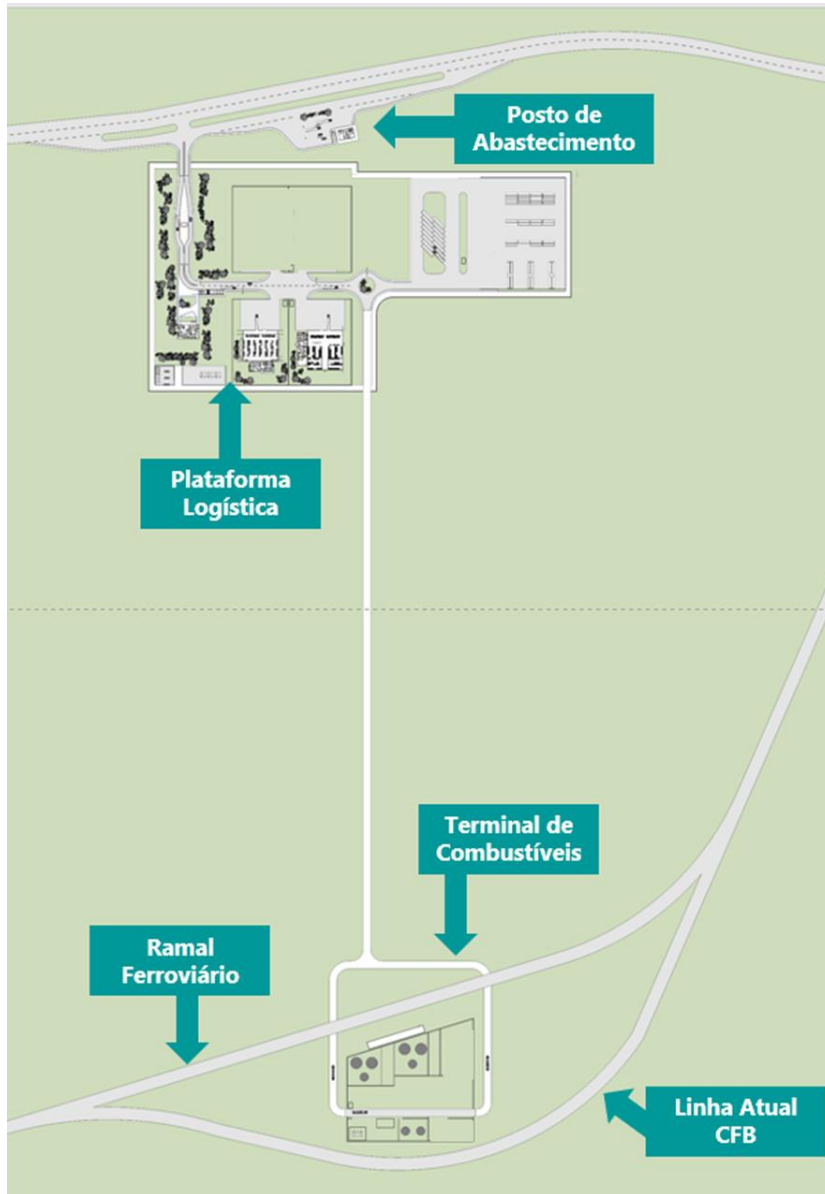 Posto de
Abastecimento
Plataforma
Logística
Terminal de
Combustíveis
Ramal
Ferroviário
Linha Atual
CFB